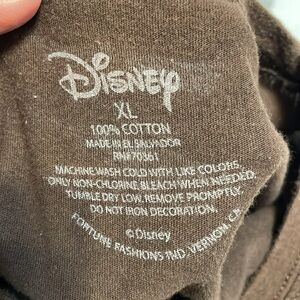 Disney
XL
100% COTTON
MADE IN EL SALVADOR
RN# 70361
MACHINE WASH COLD WITH LIKE COLORS,
ONLY NON-CHLORINE BLEACH WHEN NEEDED,
TUMBLE DRY LOW. REMOVE PROMPTLY.
DO NOT IRON DECORATION.
©Disney
FORTUNE FASHIONS IND. VERNON, CA